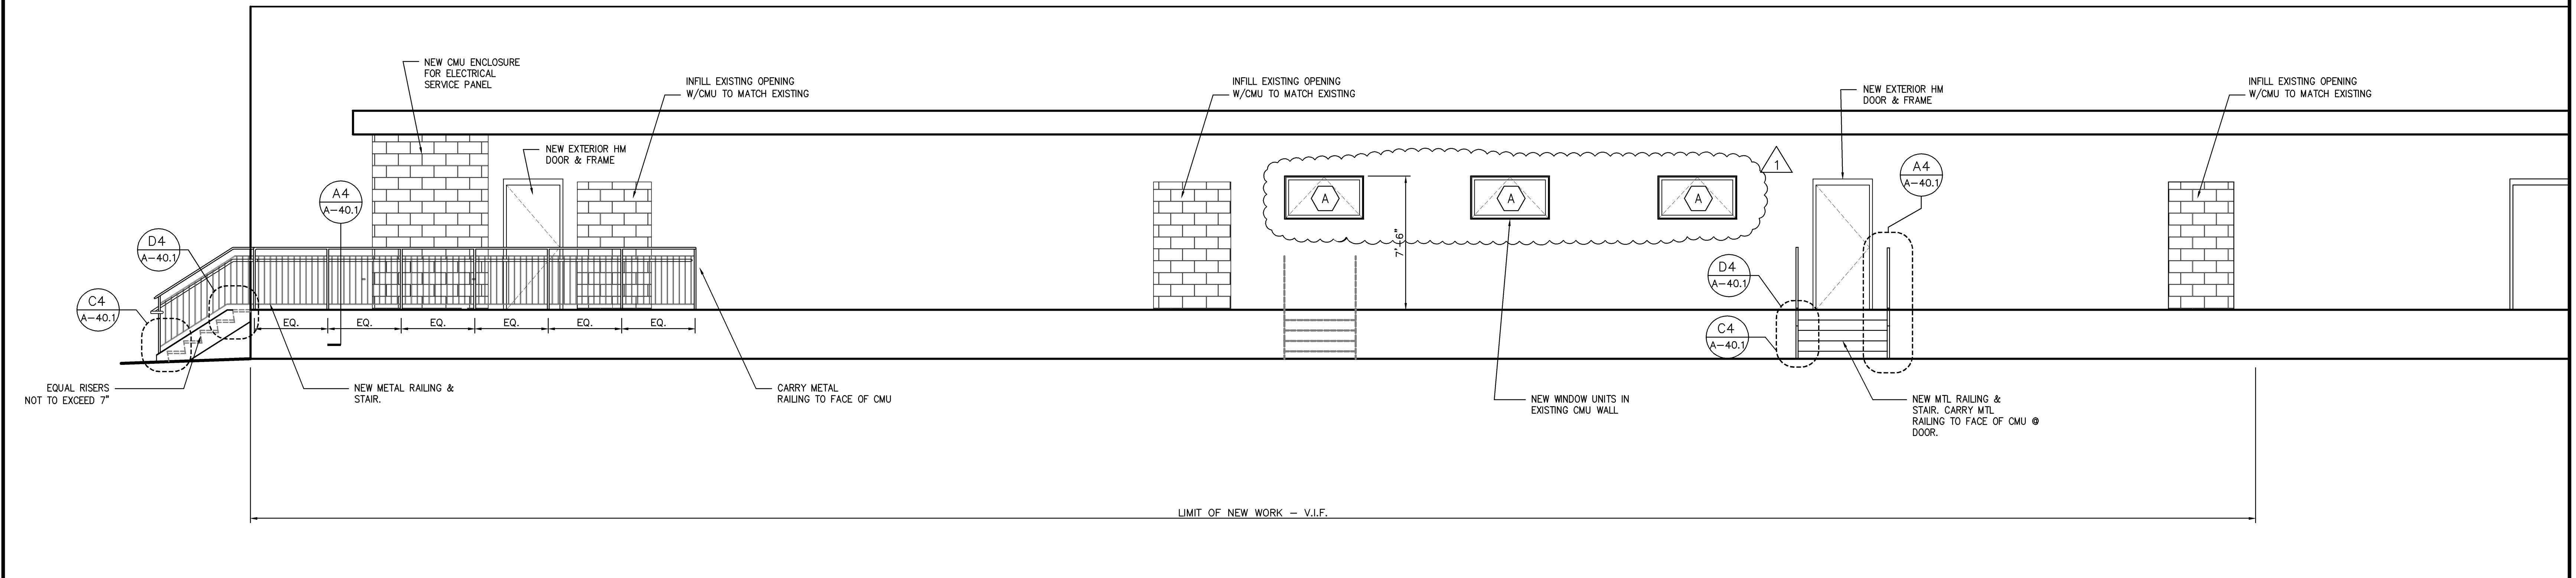 NEW CMU ENCLOSURE
FOR ELECTRICAL
SERVICE PANEL
INFILL EXISTING OPENING
W/CMU TO MATCH EXISTING
INFILL EXISTING OPENING
W/CMU TO MATCH EXISTING
NEW EXTERIOR HM
DOOR & FRAME
INFILL EXISTING OPENING
W/CMU TO MATCH EXISTING
NEW EXTERIOR HM
DOOR & FRAME
1
A4
A-40.1
A4
A-40.1
A
A
A
7'-6"
D4
A-40.1
D4
A-40.1
C4
A-40.1
C4
A-40.1
EQ.
EQ.
EQ.
EQ.
EQ.
EQ.
EQUAL RISERS
NOT TO EXCEED 7"
NEW METAL RAILING &
STAIR.
CARRY METAL
RAILING TO FACE OF CMU
NEW WINDOW UNITS IN
EXISTING CMU WALL
NEW MTL RAILING &
STAIR. CARRY MTL
RAILING TO FACE OF CMU @
DOOR.
LIMIT OF NEW WORK – V.I.F.